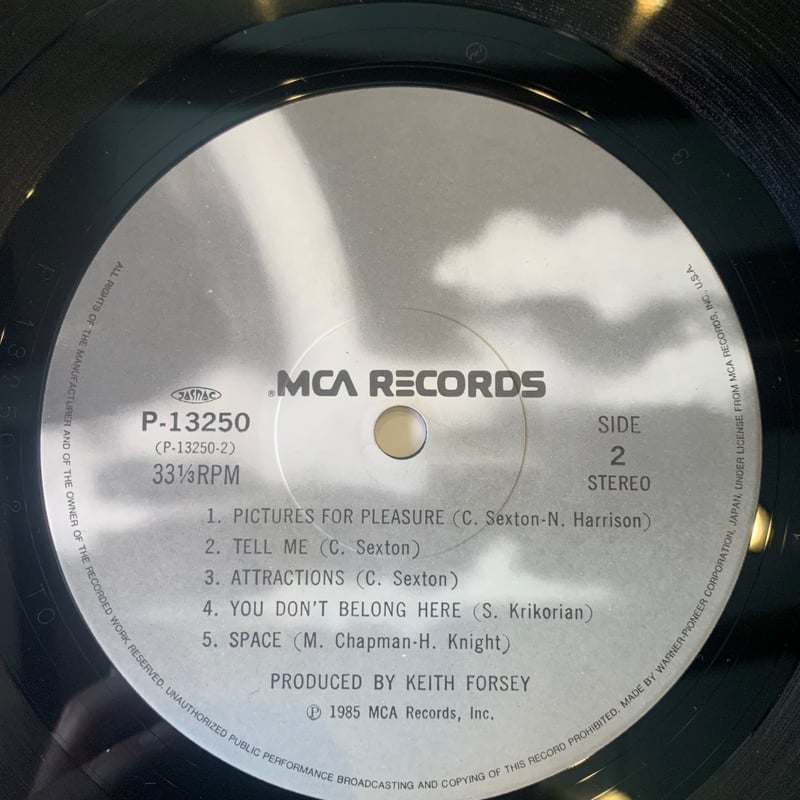 JASRAC
® MCA RECORDS
P-13250
(P-13250-2)
33⅓RPM
SIDE
2
STEREO
1. PICTURES FOR PLEASURE (C. Sexton-N. Harrison)
2. TELL ME (C. Sexton)
3. ATTRACTIONS (C. Sexton)
4. YOU DON'T BELONG HERE (S. Krikorian)
5. SPACE (M. Chapman-H. Knight)
PRODUCED BY KEITH FORSEY
Ⓟ 1985 MCA Records, Inc.
ALL RIGHTS OF THE MANUFACTURER AND OF THE OWNER OF THE RECORDED WORK RESERVED. UNAUTHORIZED PUBLIC PERFORMANCE BROADCASTING AND COPYING OF THIS RECORD PROHIBITED. MADE BY WARNER-PIONEER CORPORATION, JAPAN, UNDER LICENSE FROM MCA RECORDS, INC., U.S.A.